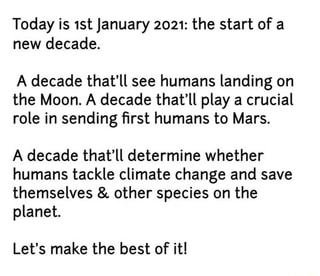 Today is 1st January 2021: the start of a
new decade.
A decade that'll see humans landing on
the Moon. A decade that'll play a crucial
role in sending first humans to Mars.
A decade that'll determine whether
humans tackle climate change and save
themselves & other species on the
planet.
Let's make the best of it!